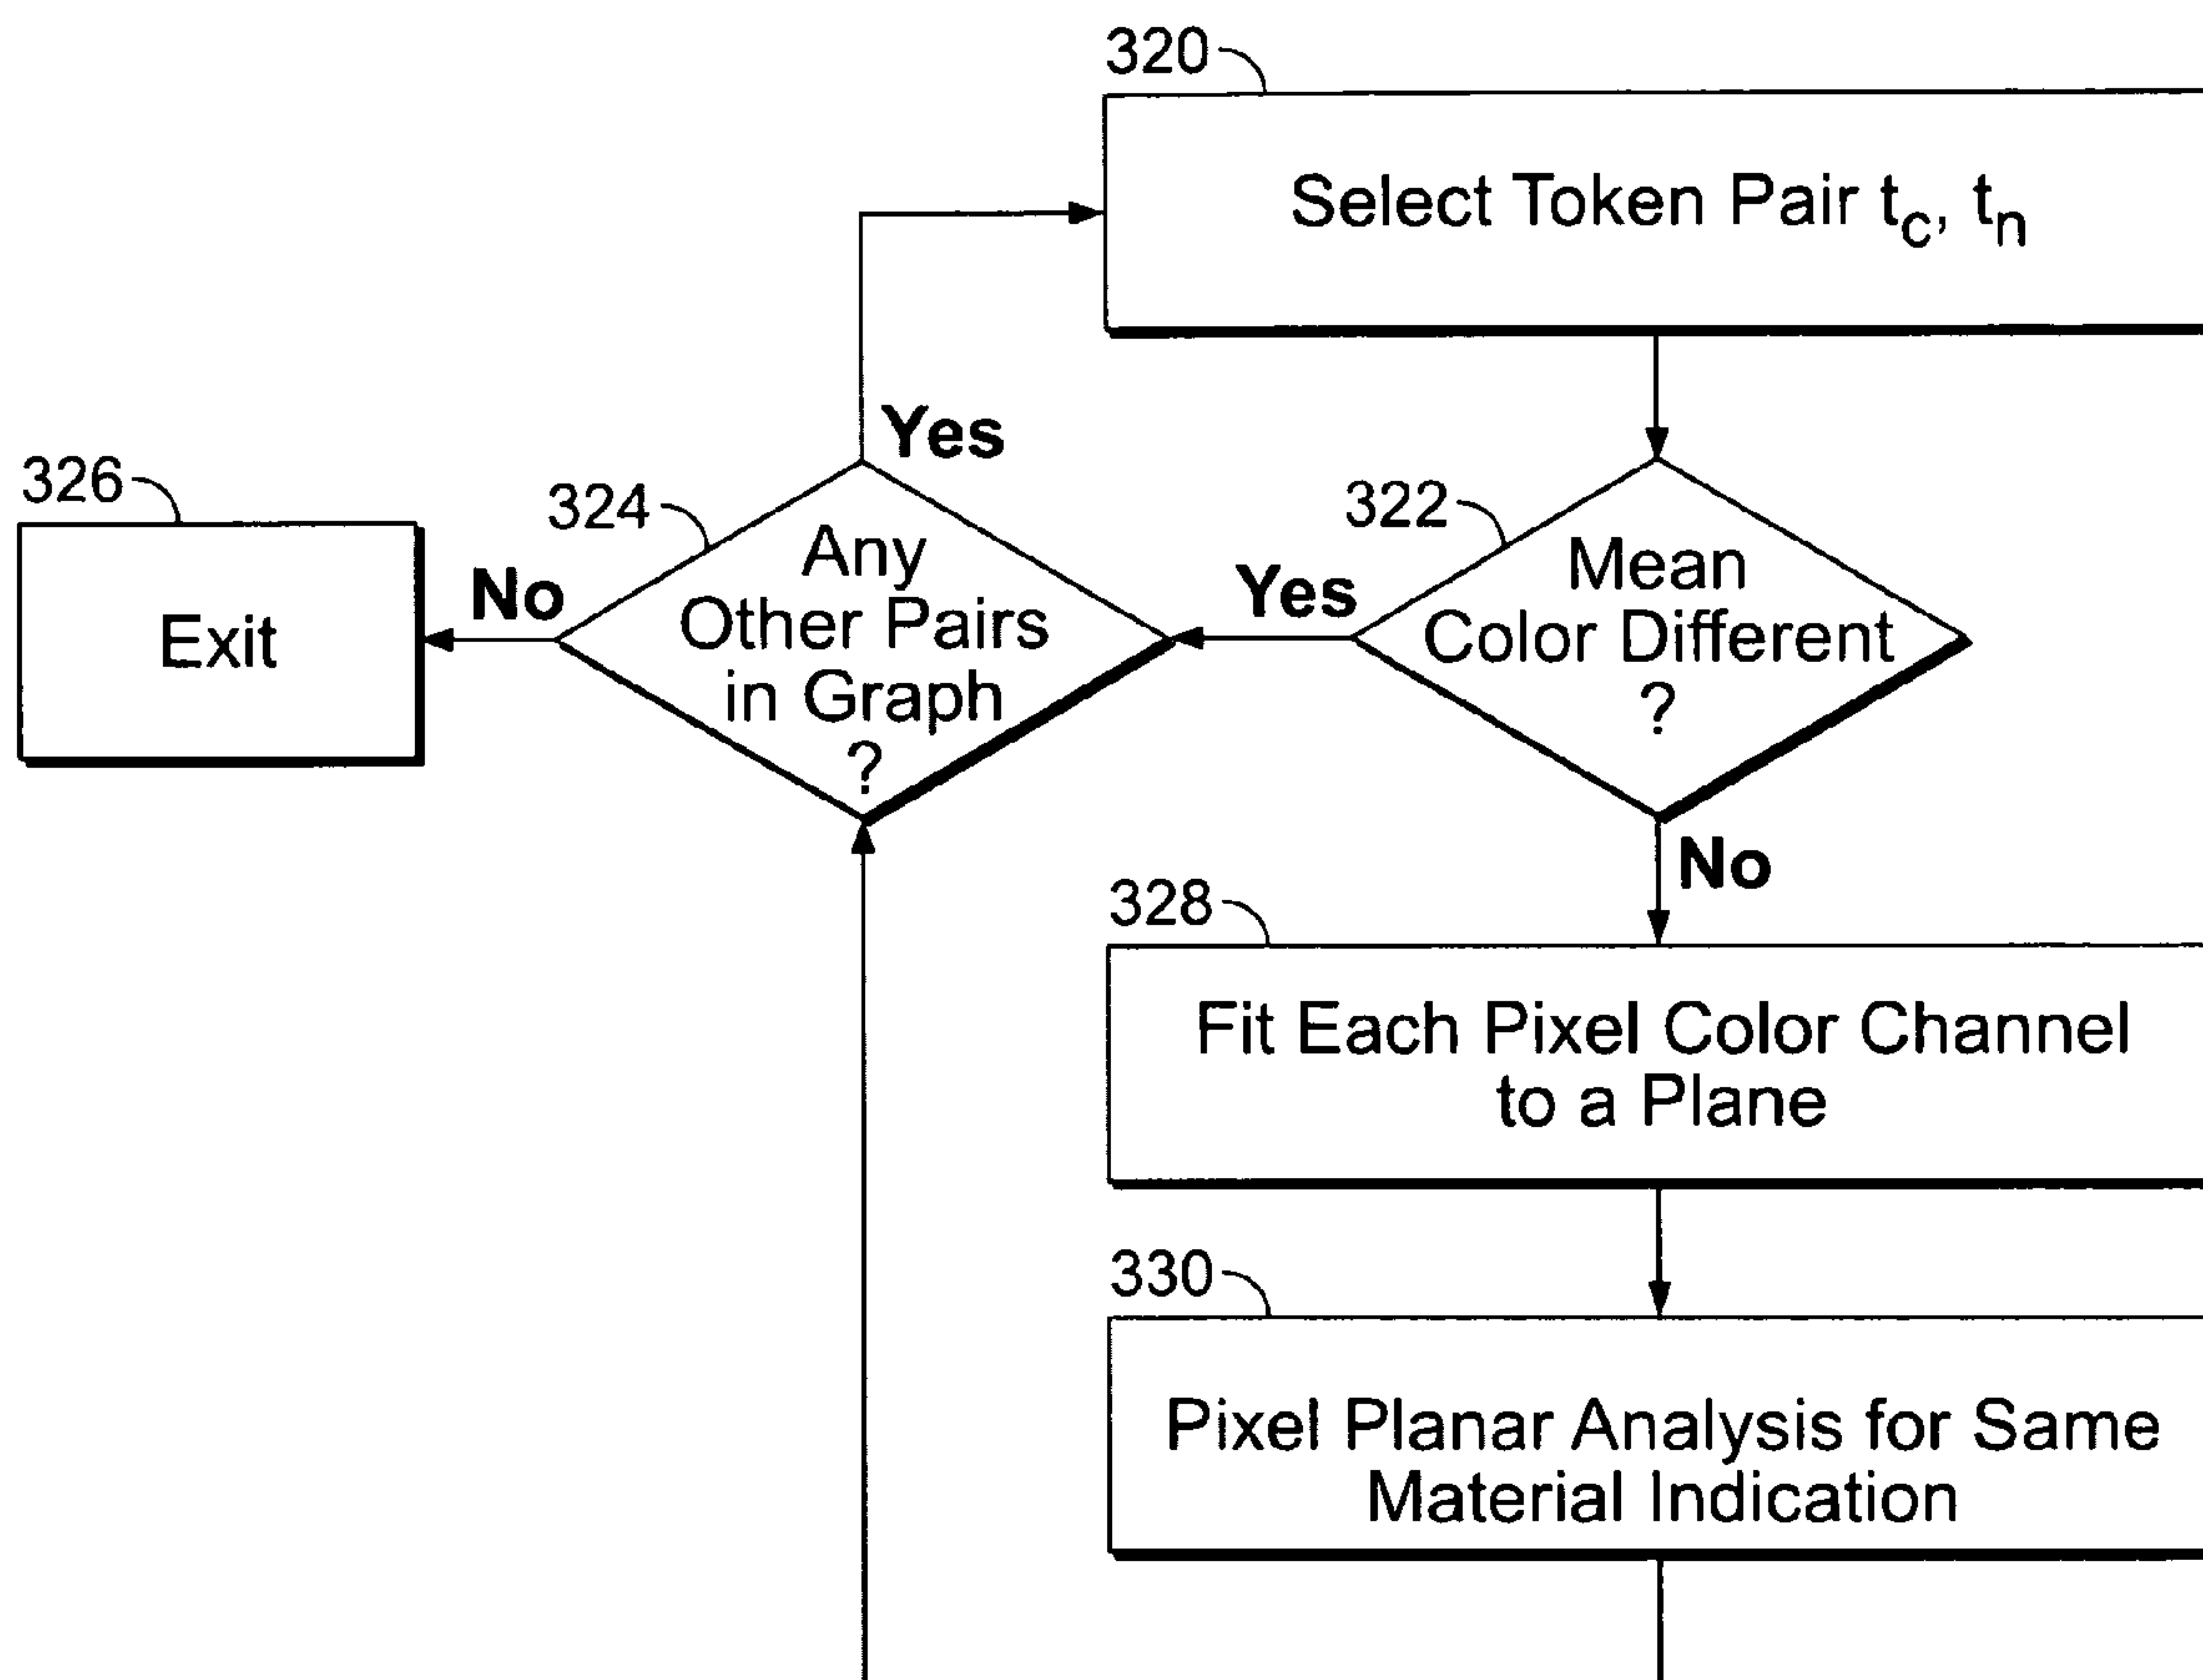 320
Select Token Pair tc, tn
Yes
326
324
322
Any
Other Pairs
in Graph
?
Mean
Color Different
?
No
Yes
Exit
No
328
Fit Each Pixel Color Channel
to a Plane
330
Pixel Planar Analysis for Same
Material Indication